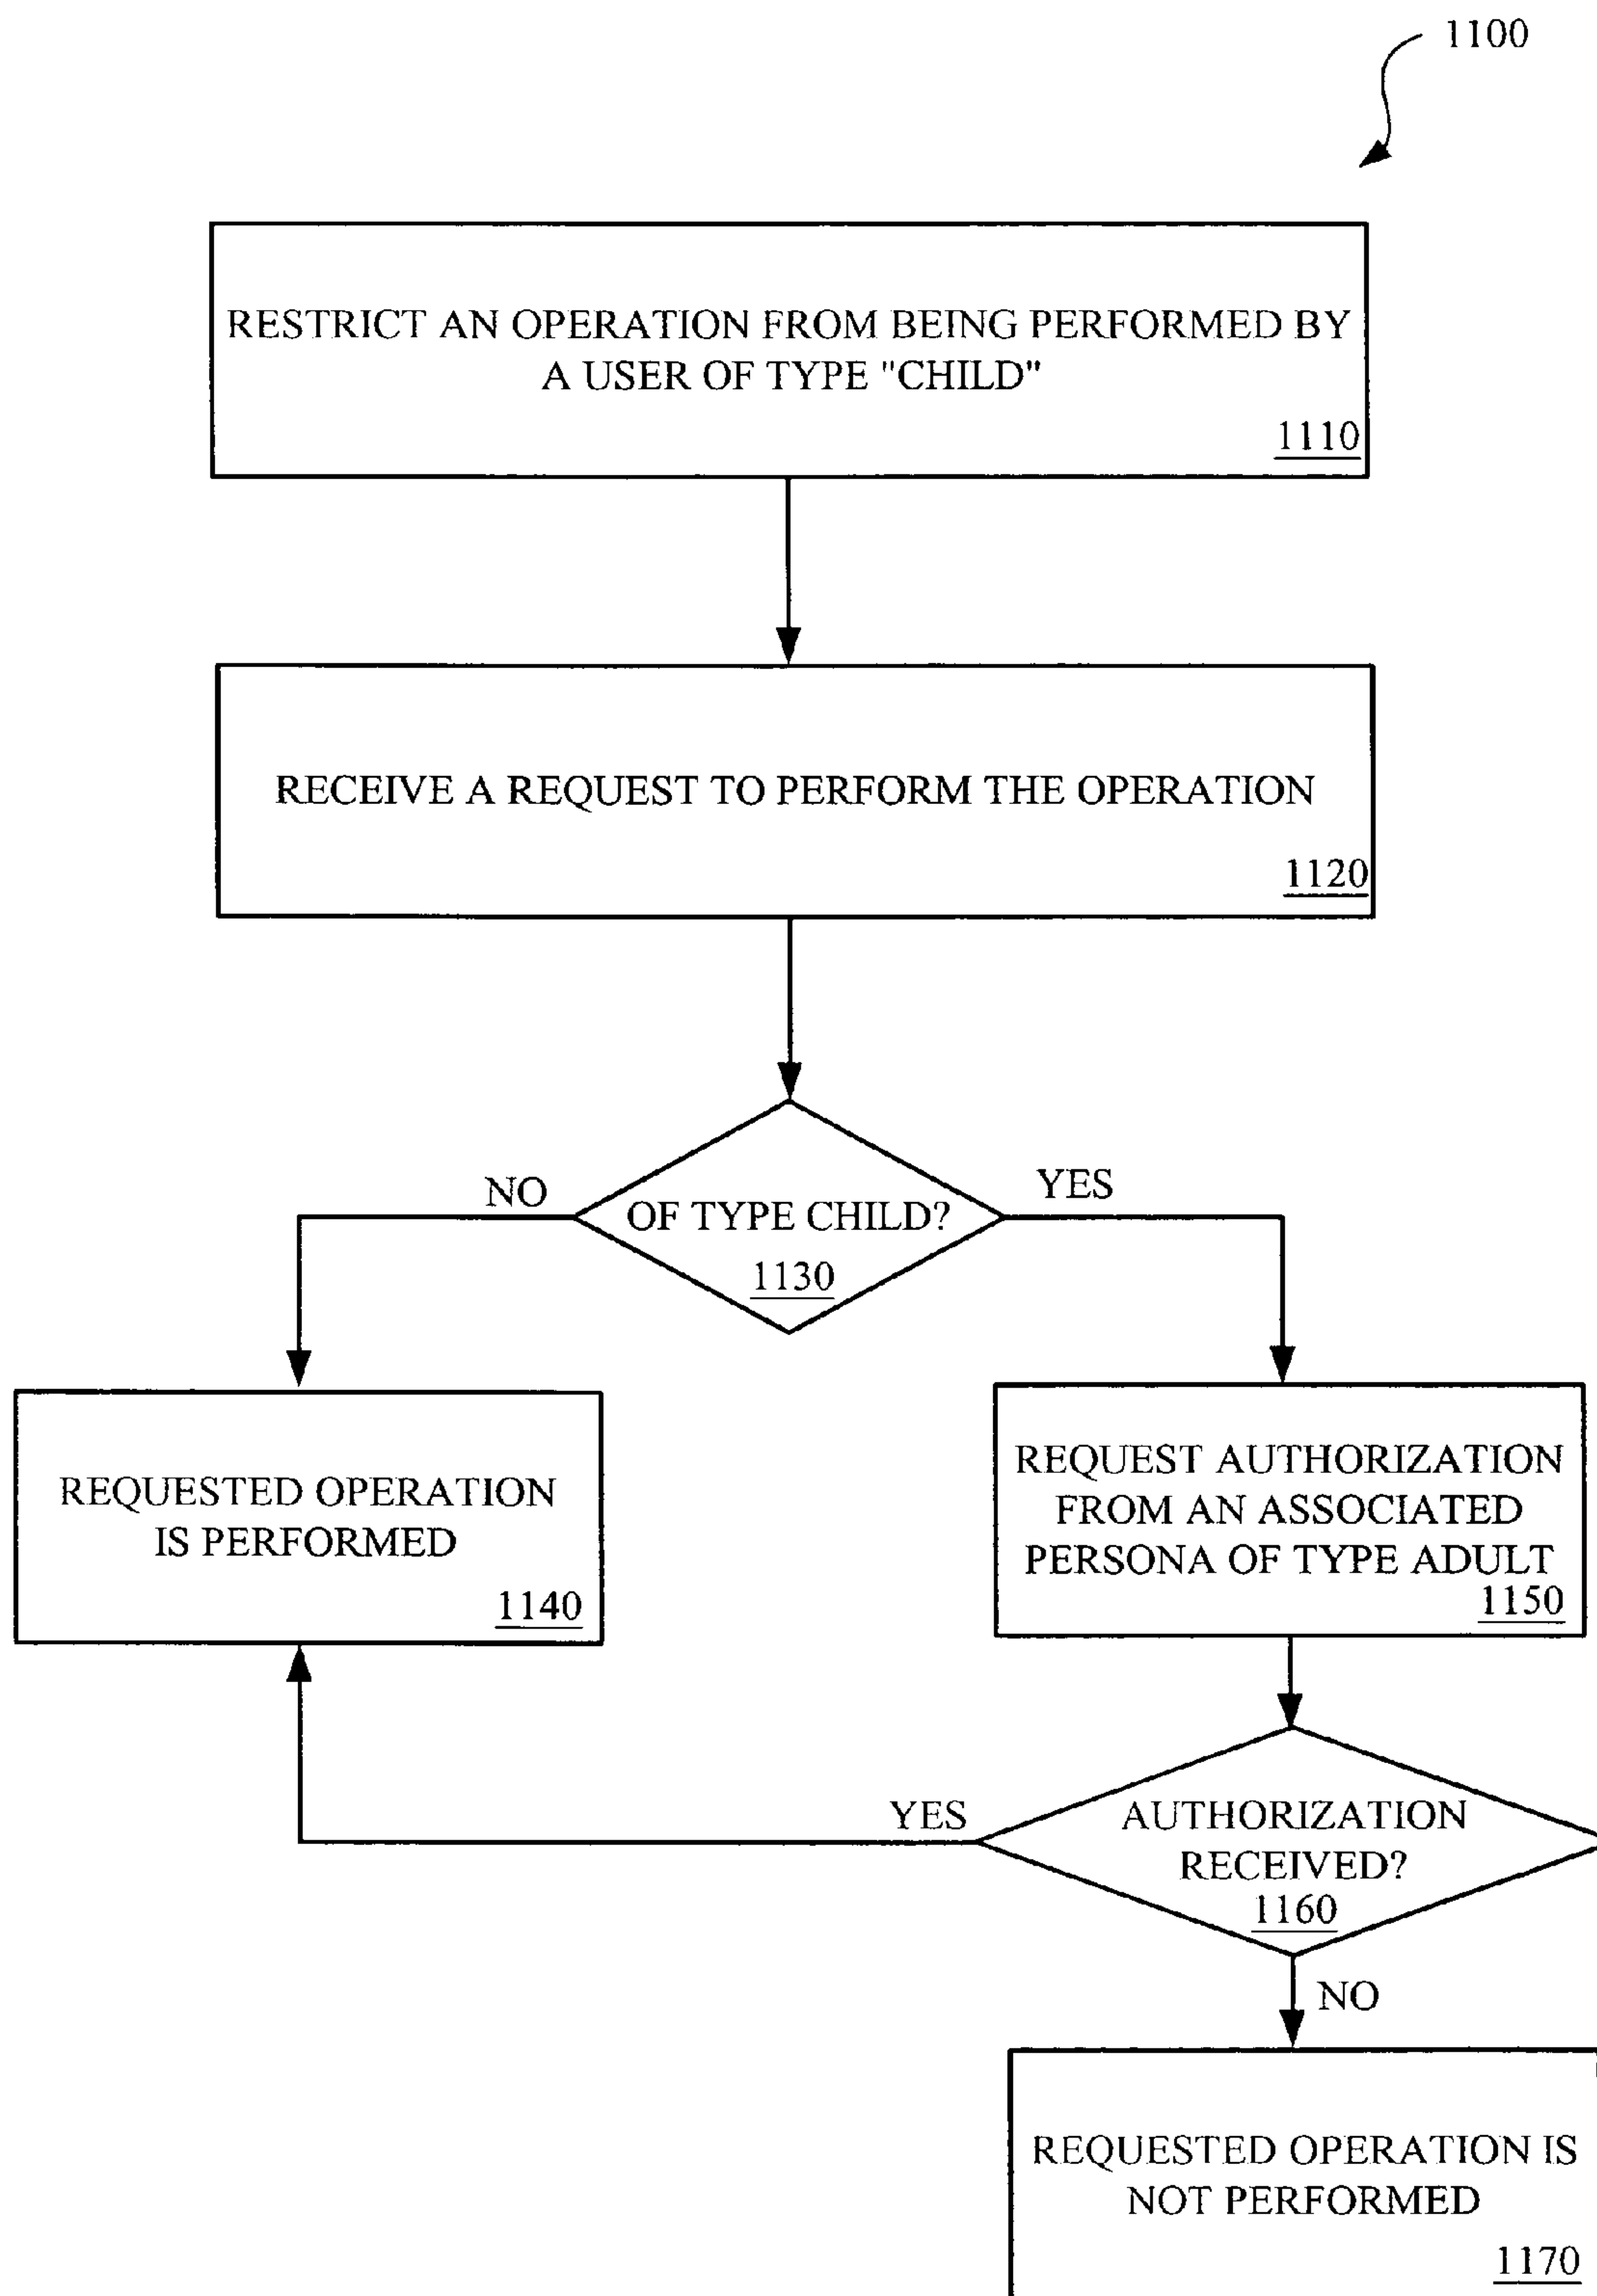 1100
RESTRICT AN OPERATION FROM BEING PERFORMED BY
A USER OF TYPE "CHILD"
1110
RECEIVE A REQUEST TO PERFORM THE OPERATION
1120
NO
YES
OF TYPE CHILD?
1130
REQUESTED OPERATION
IS PERFORMED
1140
REQUEST AUTHORIZATION
FROM AN ASSOCIATED
PERSONA OF TYPE ADULT
1150
YES
AUTHORIZATION
RECEIVED?
1160
NO
REQUESTED OPERATION IS
NOT PERFORMED
1170